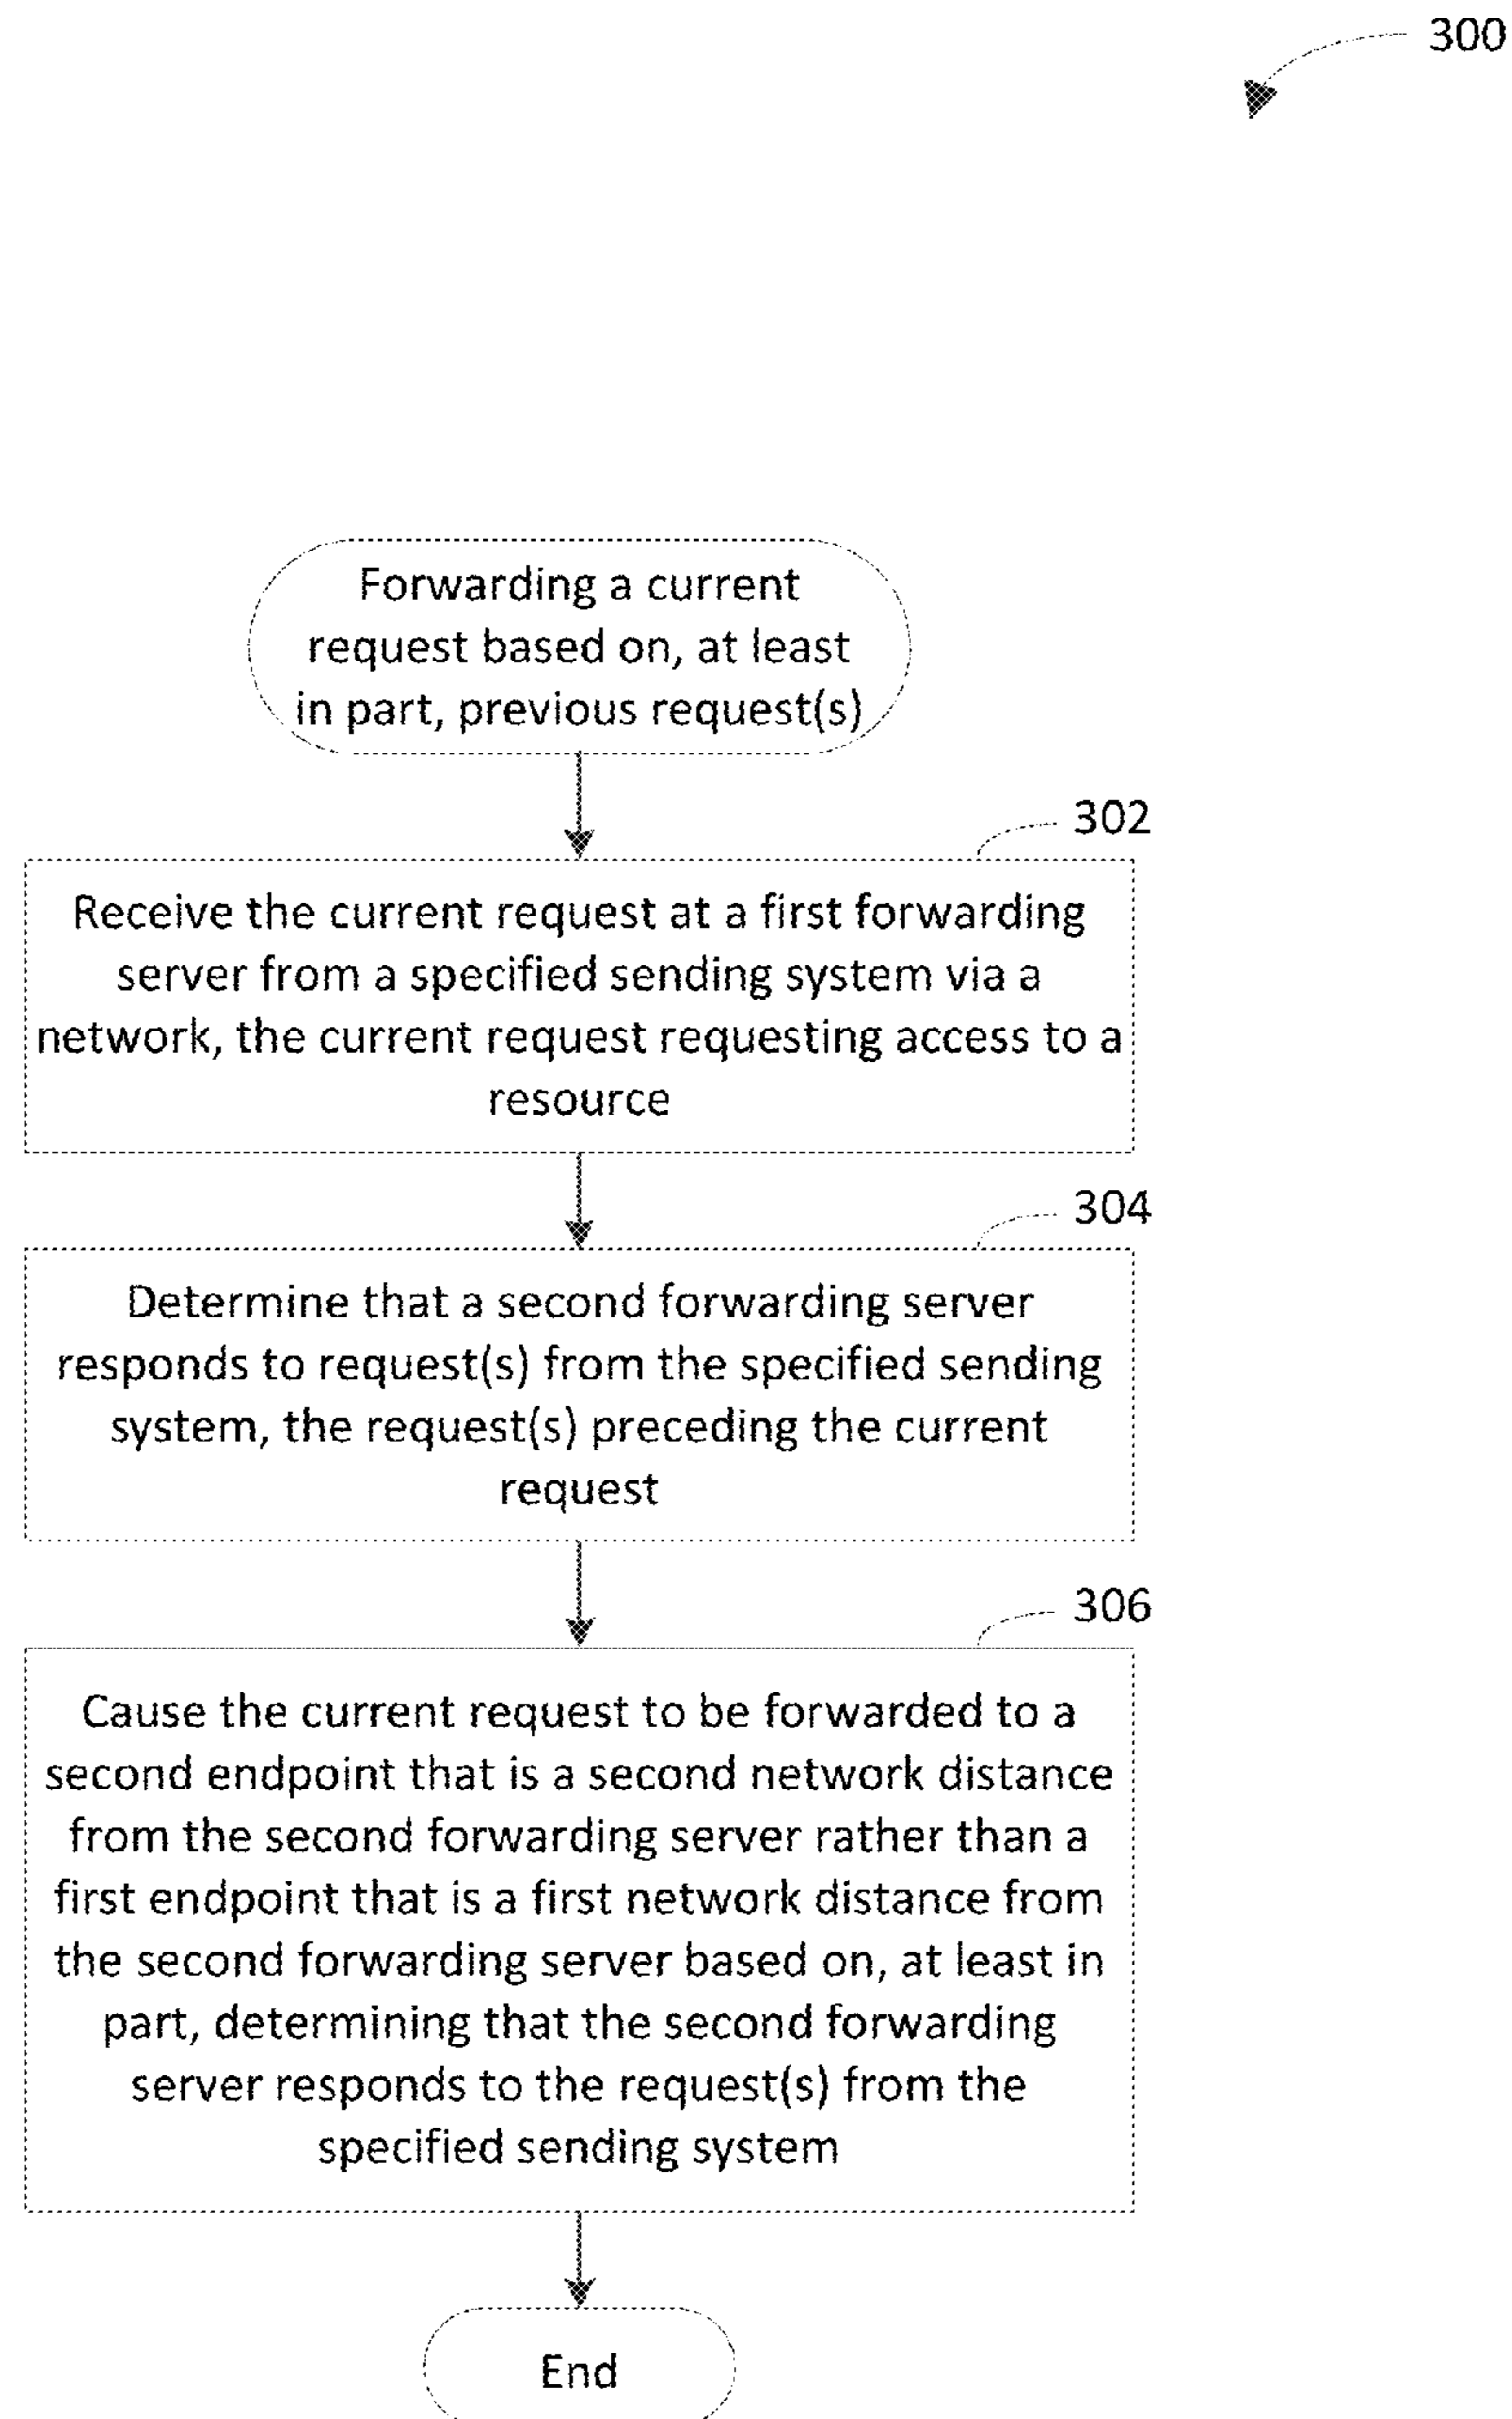 300
Forwarding a current
request based on, at least
in part, previous request(s)
302
Receive the current request at a first forwarding
server from a specified sending system via a
network, the current request requesting access to a
resource
304
Determine that a second forwarding server
responds to request(s) from the specified sending
system, the request(s) preceding the current
request
306
Cause the current request to be forwarded to a
second endpoint that is a second network distance
from the second forwarding server rather than a
first endpoint that is a first network distance from
the second forwarding server based on, at least in
part, determining that the second forwarding
server responds to the request(s) from the
specified sending system
End